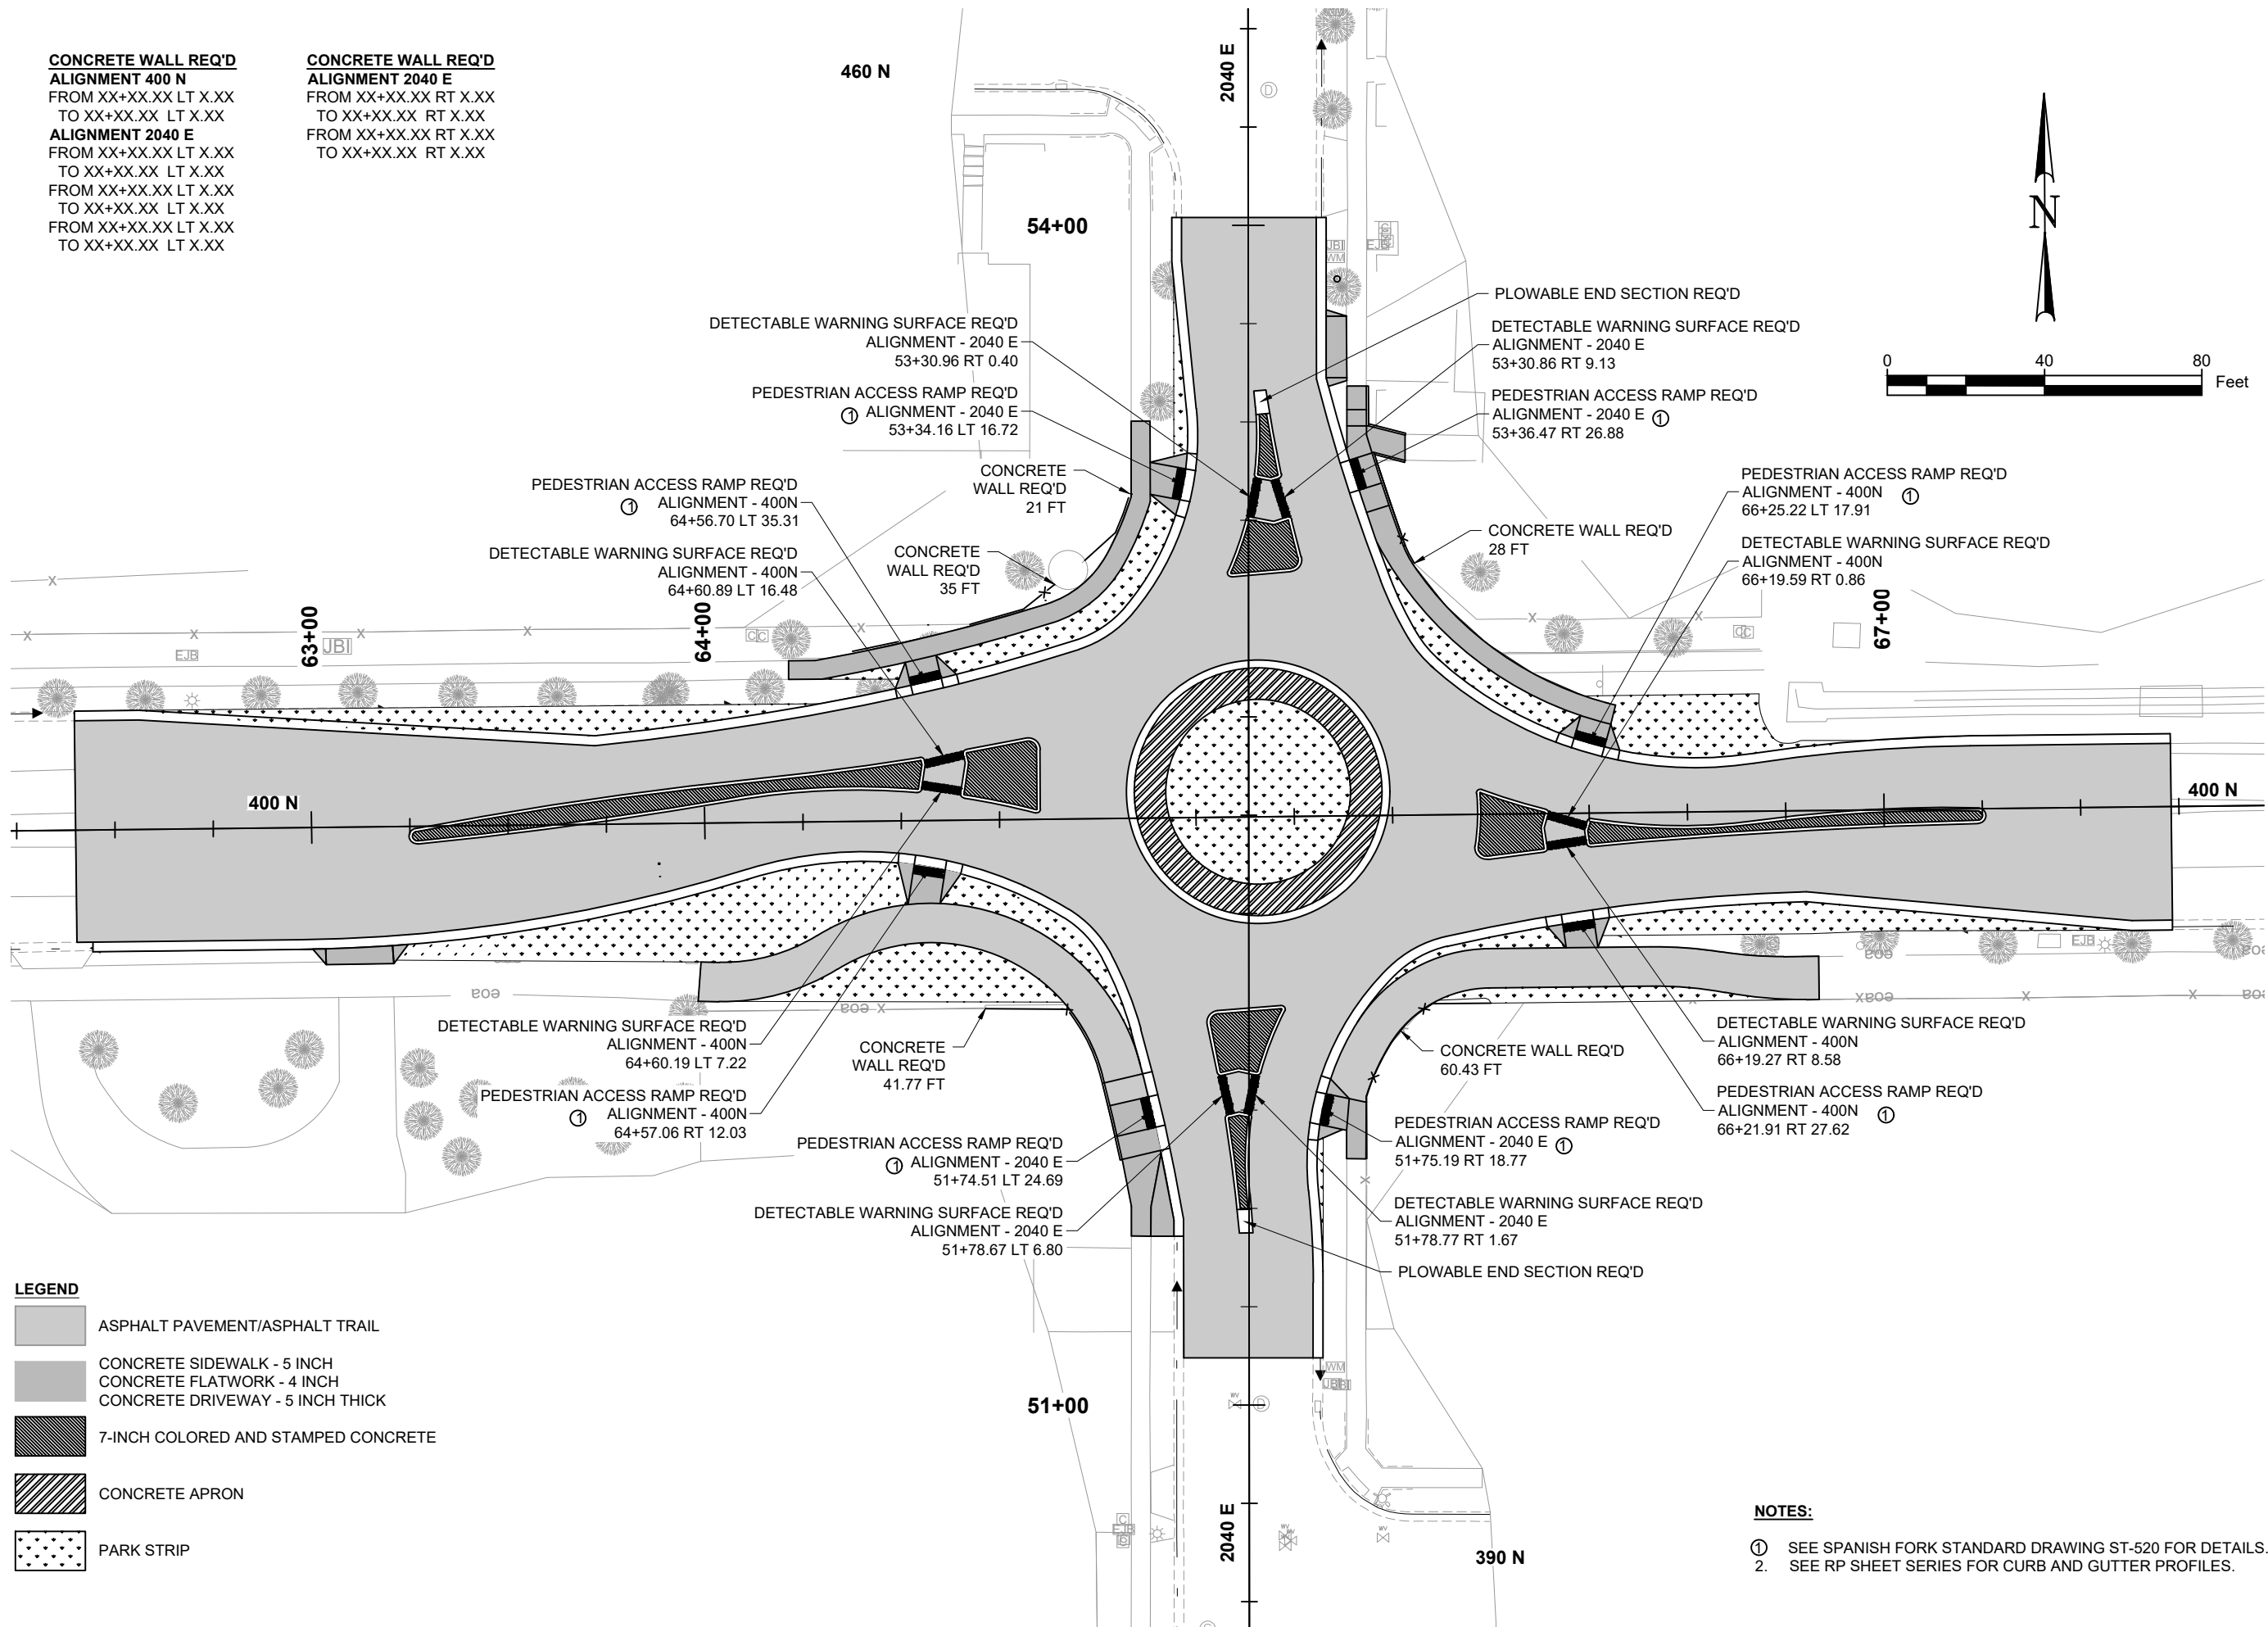 CONCRETE WALL REQ'D
ALIGNMENT 400 N
FROM XX+XX.XX LT X.XX
TO XX+XX.XX LT X.XX
ALIGNMENT 2040 E
FROM XX+XX.XX LT X.XX
TO XX+XX.XX LT X.XX
FROM XX+XX.XX LT X.XX
TO XX+XX.XX LT X.XX
FROM XX+XX.XX LT X.XX
TO XX+XX.XX LT X.XX
CONCRETE WALL REQ'D
ALIGNMENT 2040 E
FROM XX+XX.XX RT X.XX
TO XX+XX.XX RT X.XX
FROM XX+XX.XX RT X.XX
TO XX+XX.XX RT X.XX
460 N
2040 E
D
N
54+00
0 40 80
Feet
JBI
EJB
WM
DETECTABLE WARNING SURFACE REQ'D
ALIGNMENT - 2040 E
53+30.96 RT 0.40
PEDESTRIAN ACCESS RAMP REQ'D
1 ALIGNMENT - 2040 E
53+34.16 LT 16.72
CONCRETE
WALL REQ'D
21 FT
PEDESTRIAN ACCESS RAMP REQ'D
1 ALIGNMENT - 400N
64+56.70 LT 35.31
DETECTABLE WARNING SURFACE REQ'D
ALIGNMENT - 400N
64+60.89 LT 16.48
CONCRETE
WALL REQ'D
35 FT
PLOWABLE END SECTION REQ'D
DETECTABLE WARNING SURFACE REQ'D
ALIGNMENT - 2040 E
53+30.86 RT 9.13
PEDESTRIAN ACCESS RAMP REQ'D
ALIGNMENT - 2040 E 1
53+36.47 RT 26.88
CONCRETE WALL REQ'D
28 FT
PEDESTRIAN ACCESS RAMP REQ'D
ALIGNMENT - 400N 1
66+25.22 LT 17.91
DETECTABLE WARNING SURFACE REQ'D
ALIGNMENT - 400N
66+19.59 RT 0.86
63+00
64+00
67+00
EJB
JBI
400 N
400 N
EJB
eoa
eoa
eoa
eoa
DETECTABLE WARNING SURFACE REQ'D
ALIGNMENT - 400N
64+60.19 LT 7.22
PEDESTRIAN ACCESS RAMP REQ'D
1 ALIGNMENT - 400N
64+57.06 RT 12.03
CONCRETE
WALL REQ'D
41.77 FT
PEDESTRIAN ACCESS RAMP REQ'D
1 ALIGNMENT - 2040 E
51+74.51 LT 24.69
DETECTABLE WARNING SURFACE REQ'D
ALIGNMENT - 2040 E
51+78.67 LT 6.80
CONCRETE WALL REQ'D
60.43 FT
PEDESTRIAN ACCESS RAMP REQ'D
ALIGNMENT - 2040 E 1
51+75.19 RT 18.77
DETECTABLE WARNING SURFACE REQ'D
ALIGNMENT - 2040 E
51+78.77 RT 1.67
PLOWABLE END SECTION REQ'D
DETECTABLE WARNING SURFACE REQ'D
ALIGNMENT - 400N
66+19.27 RT 8.58
PEDESTRIAN ACCESS RAMP REQ'D
ALIGNMENT - 400N 1
66+21.91 RT 27.62
WM
51+00
WV
D
2040 E
390 N
LEGEND
ASPHALT PAVEMENT/ASPHALT TRAIL
CONCRETE SIDEWALK - 5 INCH
CONCRETE FLATWORK - 4 INCH
CONCRETE DRIVEWAY - 5 INCH THICK
7-INCH COLORED AND STAMPED CONCRETE
CONCRETE APRON
PARK STRIP
NOTES:
1 SEE SPANISH FORK STANDARD DRAWING ST-520 FOR DETAILS.
2. SEE RP SHEET SERIES FOR CURB AND GUTTER PROFILES.